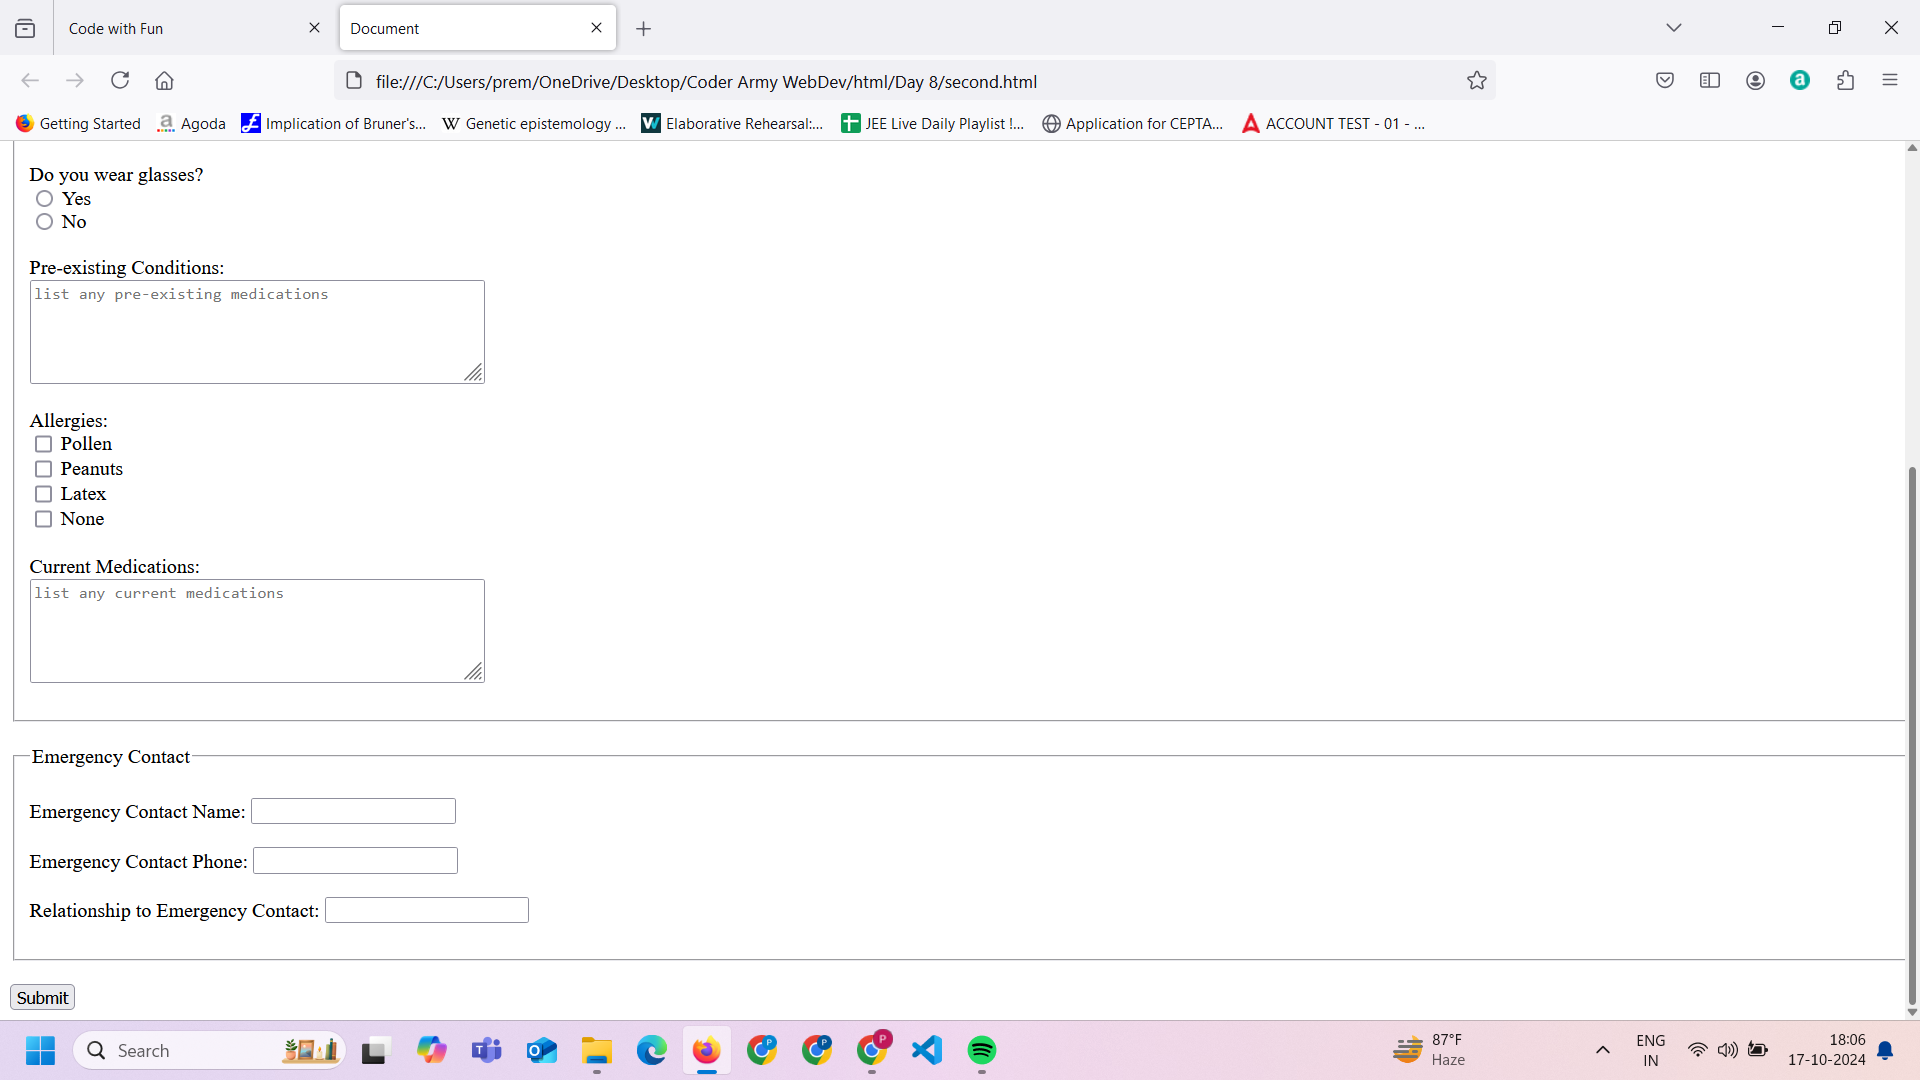 Code with Fun
Document
file:///C:/Users/prem/OneDrive/Desktop/Coder Army WebDev/html/Day 8/second.html
a
Getting Started
a Agoda
Implication of Bruner's...
W Genetic epistemology ...
Elaborative Rehearsal:...
JEE Live Daily Playlist !...
Application for CEPTA...
ACCOUNT TEST - 01 - ...
Do you wear glasses?
Yes
No
Pre-existing Conditions:
list any pre-existing medications
Allergies:
Pollen
Peanuts
Latex
None
Current Medications:
list any current medications
Emergency Contact
Emergency Contact Name:
Emergency Contact Phone:
Relationship to Emergency Contact:
Submit
Search
P
P
P
87°F
Haze
ENG
IN
18:06
17-10-2024